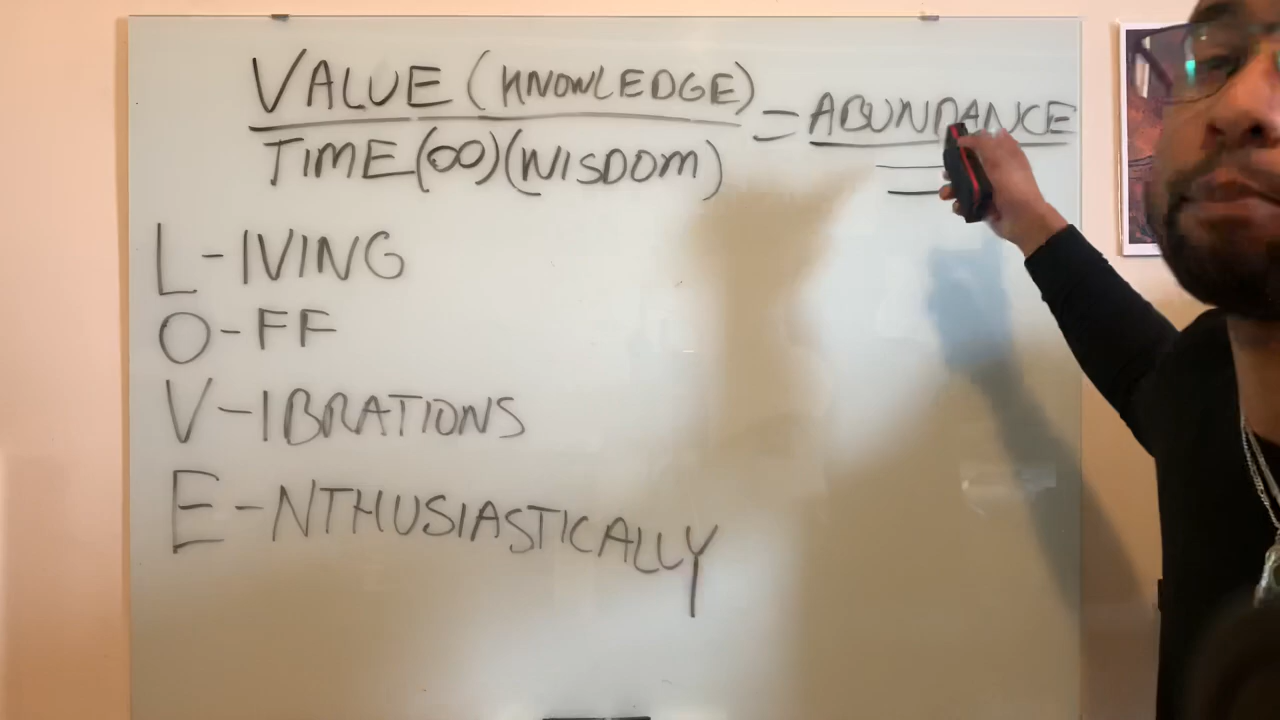 VALUE (KNOWLEDGE)
TIME (∞) (WISDOM)
= ABUNDANCE
L-IVING
O-FF
V-IBRATIONS
E-NTHUSIASTICALLY